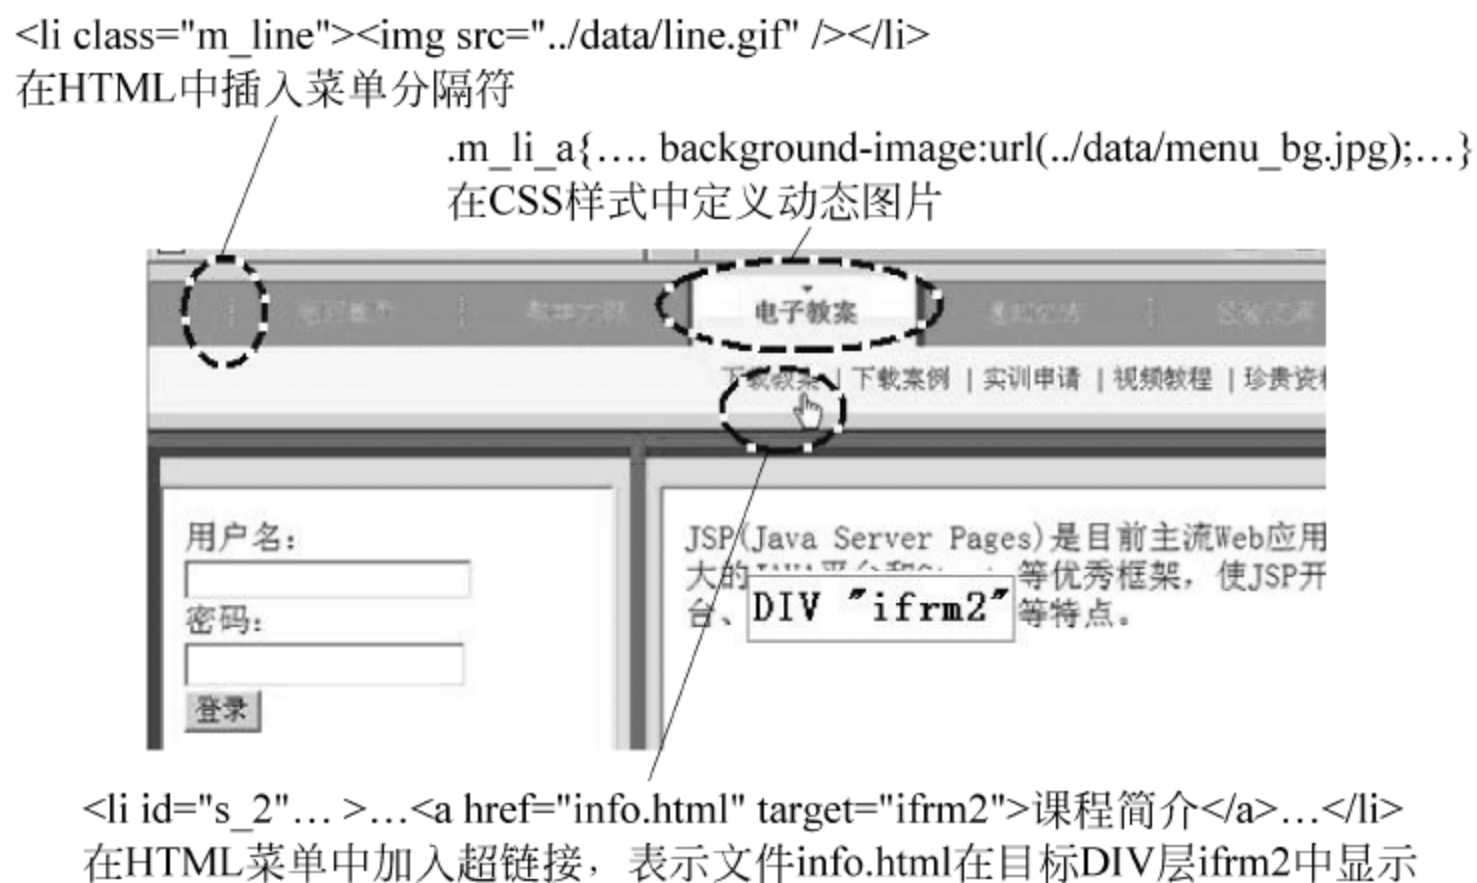 <li class="m_line"><img src="../data/line.gif" /></li>
在HTML中插入菜单分隔符
.m_li_a{…. background-image:url(../data/menu_bg.jpg);…}
在CSS样式中定义动态图片
电子教案
下载教案 | 下载案例 | 实训申请 | 视频教程 | 珍贵资
用户名:
密码:
登录
JSP(Java Server Pages)是目前主流Web应用
大的 等优秀框架，使JSP开
台、 等特点。
DIV "ifrm2"
<li id="s_2"… >…<a href="info.html" target="ifrm2">课程简介</a>…</li>
在HTML菜单中加入超链接，表示文件info.html在目标DIV层ifrm2中显示